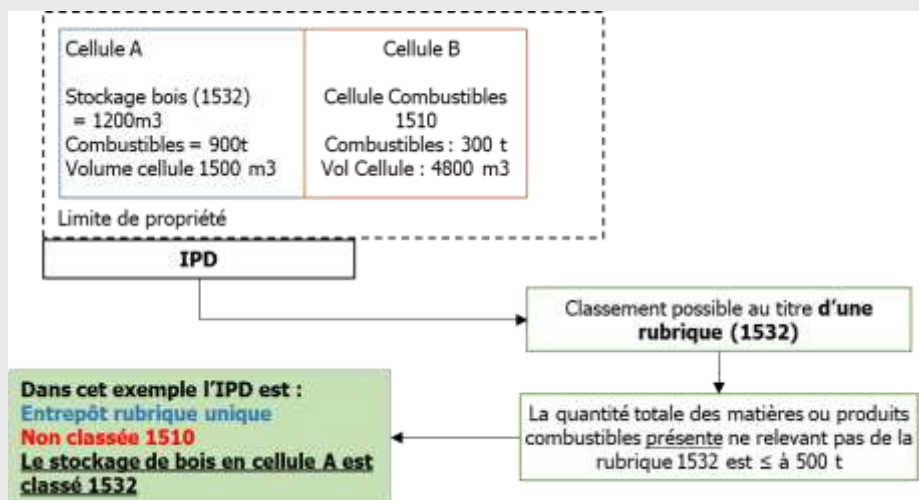 Cellule A
Stockage bois (1532)
= 1200m3
Combustibles = 900t
Volume cellule 1500 m3
Cellule B
Cellule Combustibles
1510
Combustibles : 300 t
Vol Cellule : 4800 m3
Limite de propriété
IPD
Classement possible au titre d'une
rubrique (1532)
La quantité totale des matières ou produits
combustibles présente ne relevant pas de la
rubrique 1532 est ≤ à 500 t
Dans cet exemple l'IPD est :
Entrepôt rubrique unique
Non classée 1510
Le stockage de bois en cellule A est
classé 1532